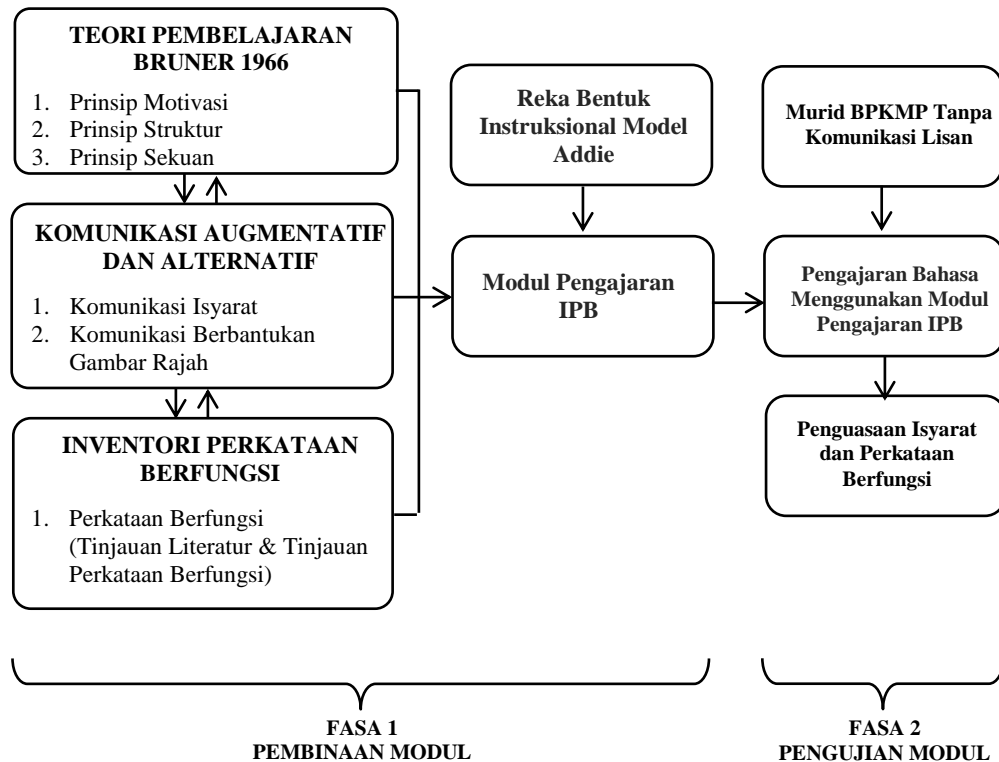 TEORI PEMBELAJARAN
BRUNER 1966
1. Prinsip Motivasi
2. Prinsip Struktur
3. Prinsip Sekuan
KOMUNIKASI AUGMENTATIF
DAN ALTERNATIF
1. Komunikasi Isyarat
2. Komunikasi Berbantukan
Gambar Rajah
INVENTORI PERKATAAN
BERFUNGSI
1. Perkataan Berfungsi
(Tinjauan Literatur & Tinjauan
Perkataan Berfungsi)
Reka Bentuk
Instruksional Model
Addie
Modul Pengajaran
IPB
Murid BPKMP Tanpa
Komunikasi Lisan
Pengajaran Bahasa
Menggunakan Modul
Pengajaran IPB
Penguasaan Isyarat
dan Perkataan
Berfungsi
FASA 1
PEMBINAAN MODUL
FASA 2
PENGUJIAN MODUL